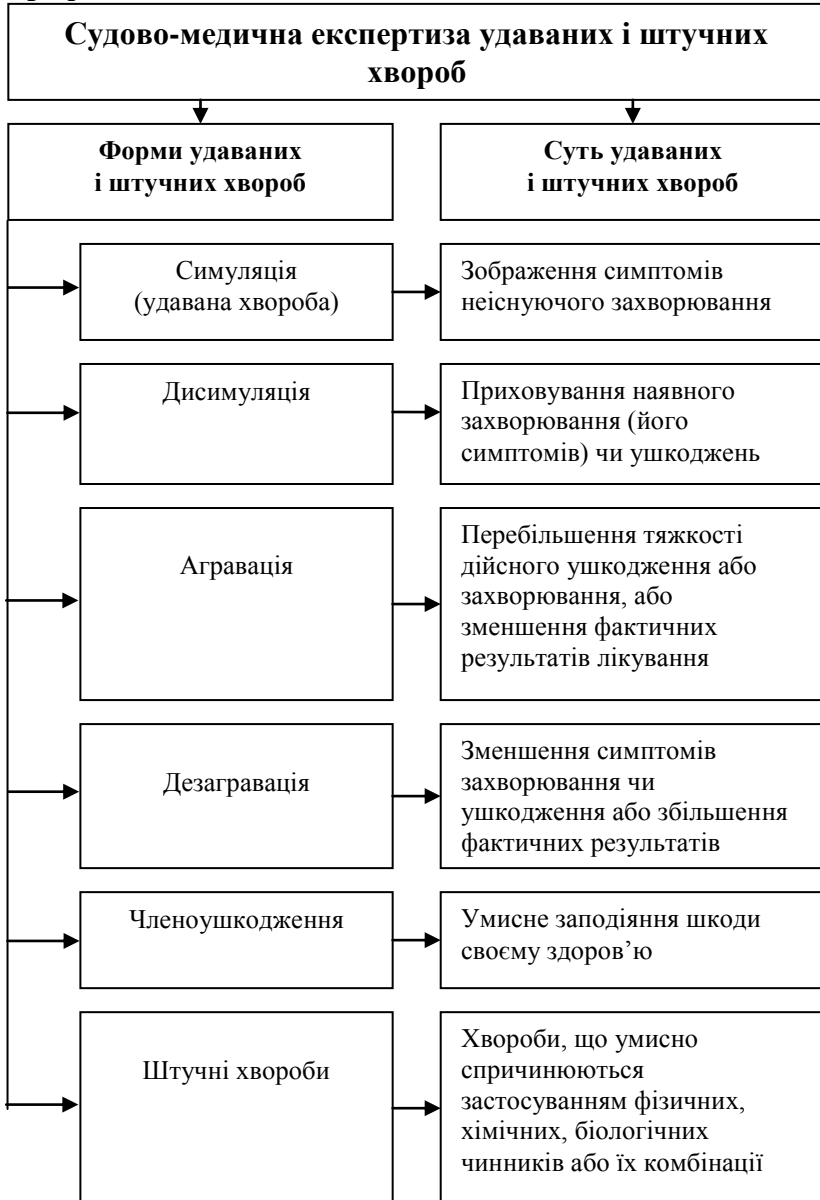 Судово-медична експертиза удаваних і штучних
хвороб
Форми удаваних
і штучних хвороб
Суть удаваних
і штучних хвороб
Симуляція
(удавана хвороба)
Зображення симптомів
неіснуючого захворювання
Дисимуляція
Приховування наявного
захворювання (його
симптомів) чи ушкоджень
Агравація
Перебільшення тяжкості
дійсного ушкодження або
захворювання, або
зменшення фактичних
результатів лікування
Дезагравація
Зменшення симптомів
захворювання чи
ушкодження або збільшення
фактичних результатів
Членоушкодження
Умисне заподіяння шкоди
своєму здоров’ю
Штучні хвороби
Хвороби, що умисно
спричинюються
застосуванням фізичних,
хімічних, біологічних
чинників або їх комбінації